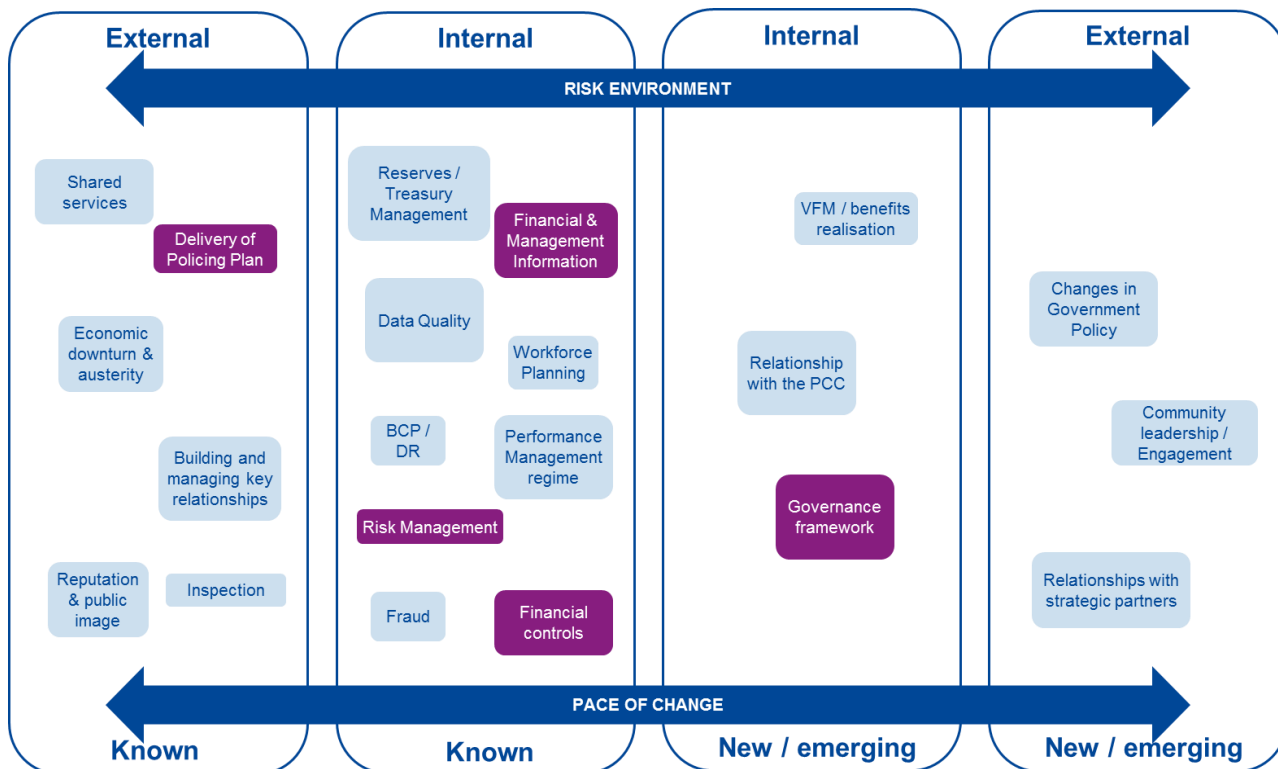 External
Internal
Internal
External
RISK ENVIRONMENT
Shared
services
Delivery of
Policing Plan
Economic
downturn &
austerity
Building and
managing key
relationships
Reputation
& public
image
Inspection
Reserves /
Treasury
Management
Financial &
Management
Information
Data Quality
Workforce
Planning
BCP /
DR
Performance
Management
regime
Risk Management
Fraud
Financial
controls
VFM / benefits
realisation
Relationship
with the PCC
Governance
framework
Changes in
Government
Policy
Community
leadership /
Engagement
Relationships with
strategic partners
PACE OF CHANGE
Known
Known
New / emerging
New / emerging